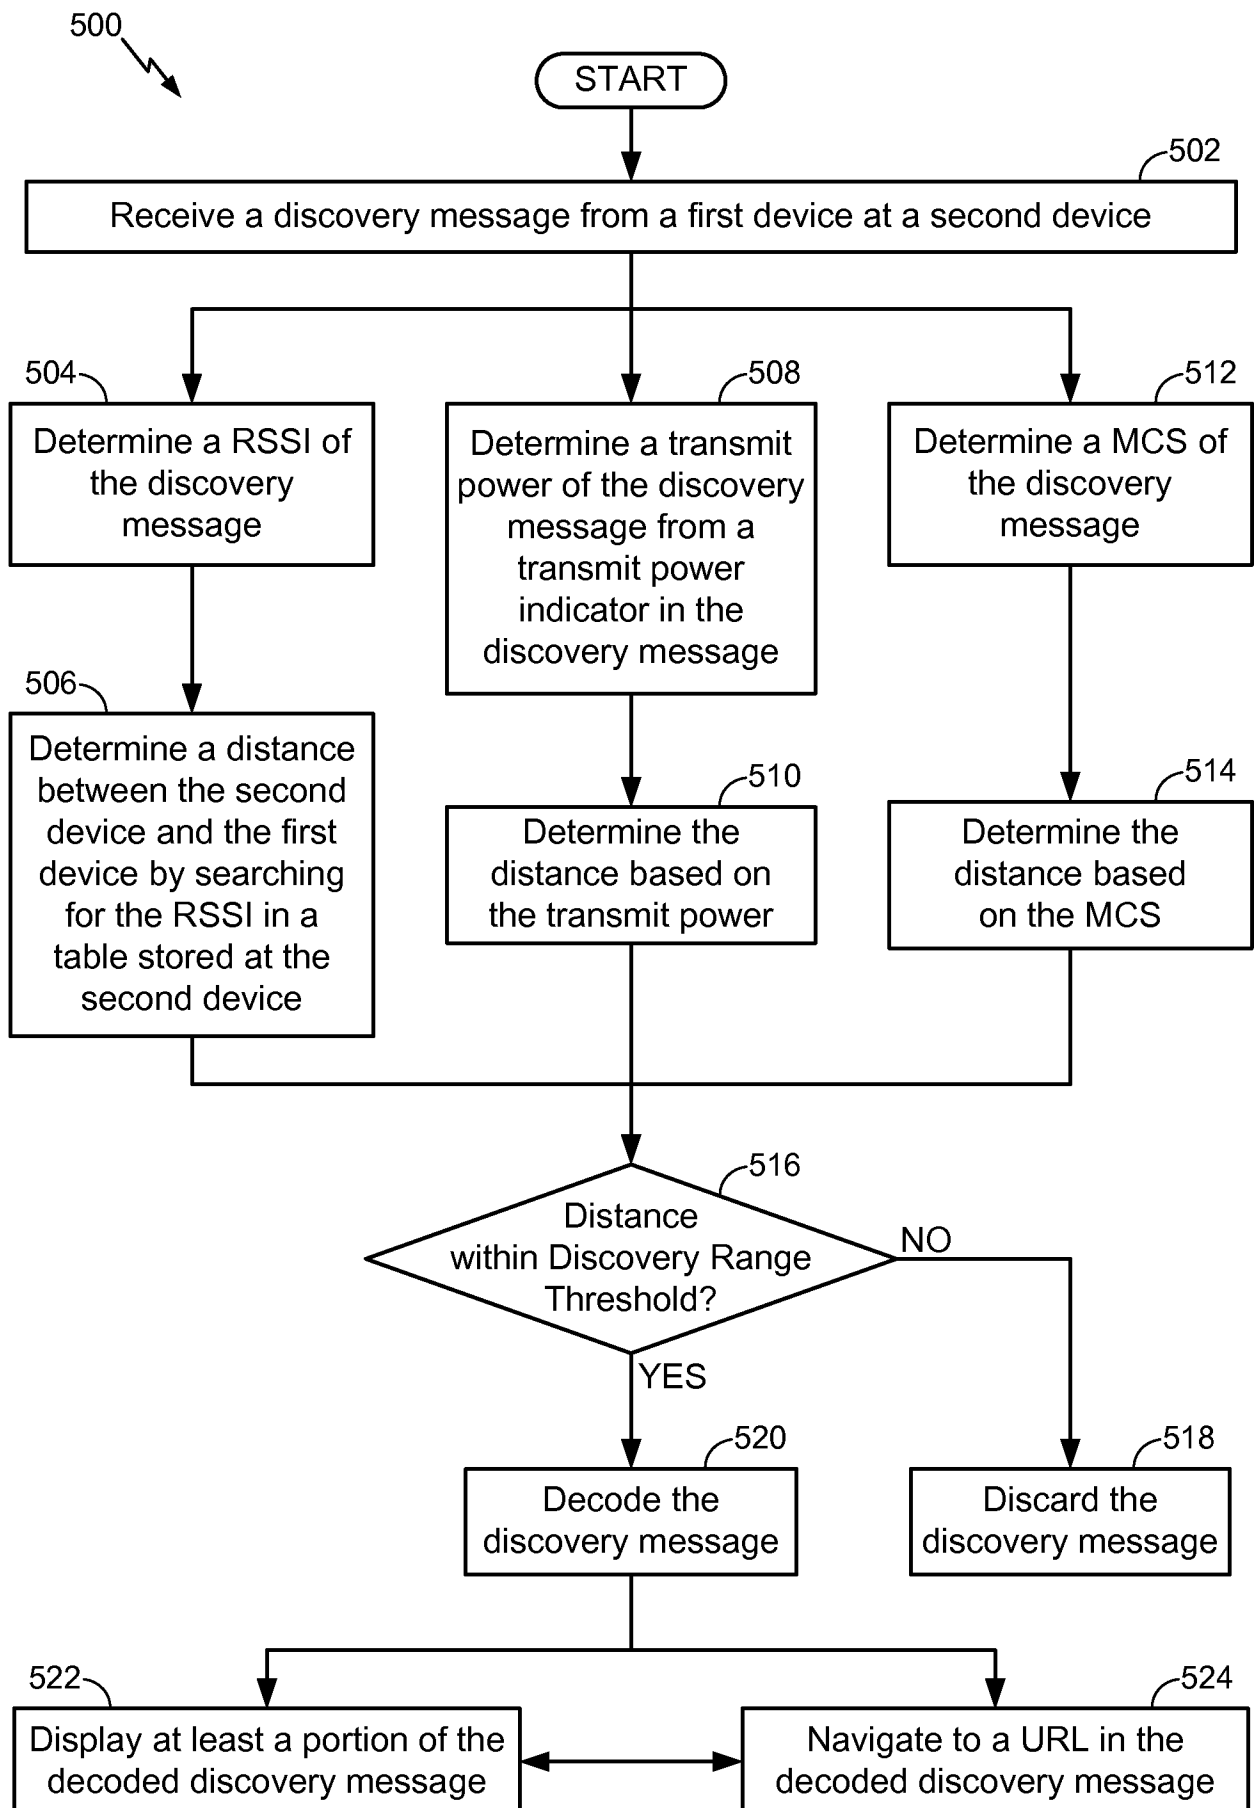 500
START
502
Receive a discovery message from a first device at a second device
504
Determine a RSSI of
the discovery
message
508
Determine a transmit
power of the discovery
message from a
transmit power
indicator in the
discovery message
512
Determine a MCS of
the discovery
message
506
Determine a distance
between the second
device and the first
device by searching
for the RSSI in a
table stored at the
second device
510
Determine the
distance based on
the transmit power
514
Determine the
distance based
on the MCS
516
Distance
within Discovery Range
Threshold?
NO
YES
520
Decode the
discovery message
518
Discard the
discovery message
522
Display at least a portion of the
decoded discovery message
524
Navigate to a URL in the
decoded discovery message